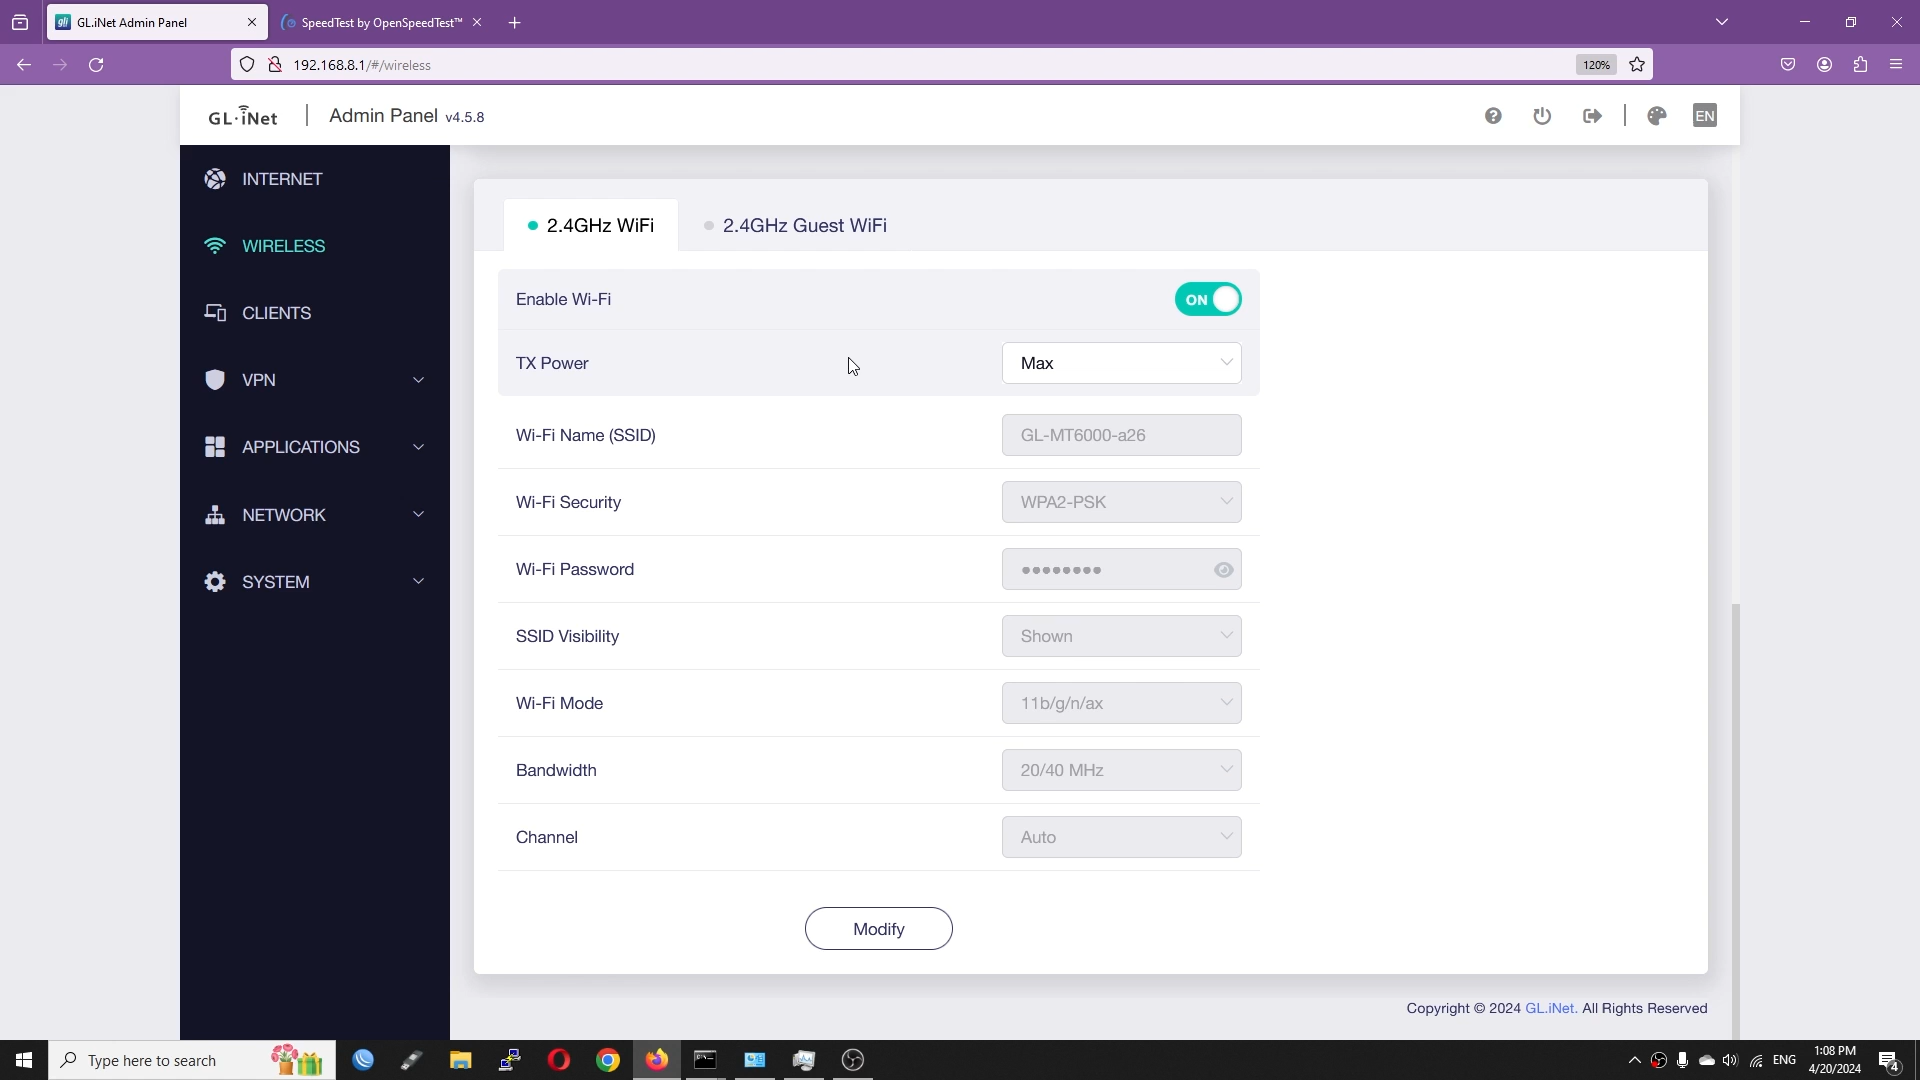 GL.iNet Admin Panel
SpeedTest by OpenSpeedTest™
192.168.8.1/#/wireless
120%
GL·iNet
Admin Panel v4.5.8
EN
INTERNET
WIRELESS
CLIENTS
VPN
APPLICATIONS
NETWORK
SYSTEM
2.4GHz WiFi
2.4GHz Guest WiFi
Enable Wi-Fi
ON
TX Power
Max
Wi-Fi Name (SSID)
GL-MT6000-a26
Wi-Fi Security
WPA2-PSK
Wi-Fi Password
••••••••
SSID Visibility
Shown
Wi-Fi Mode
11b/g/n/ax
Bandwidth
20/40 MHz
Channel
Auto
Modify
Copyright © 2024 GL.iNet. All Rights Reserved
Type here to search
ENG
1:08 PM
4/20/2024
4